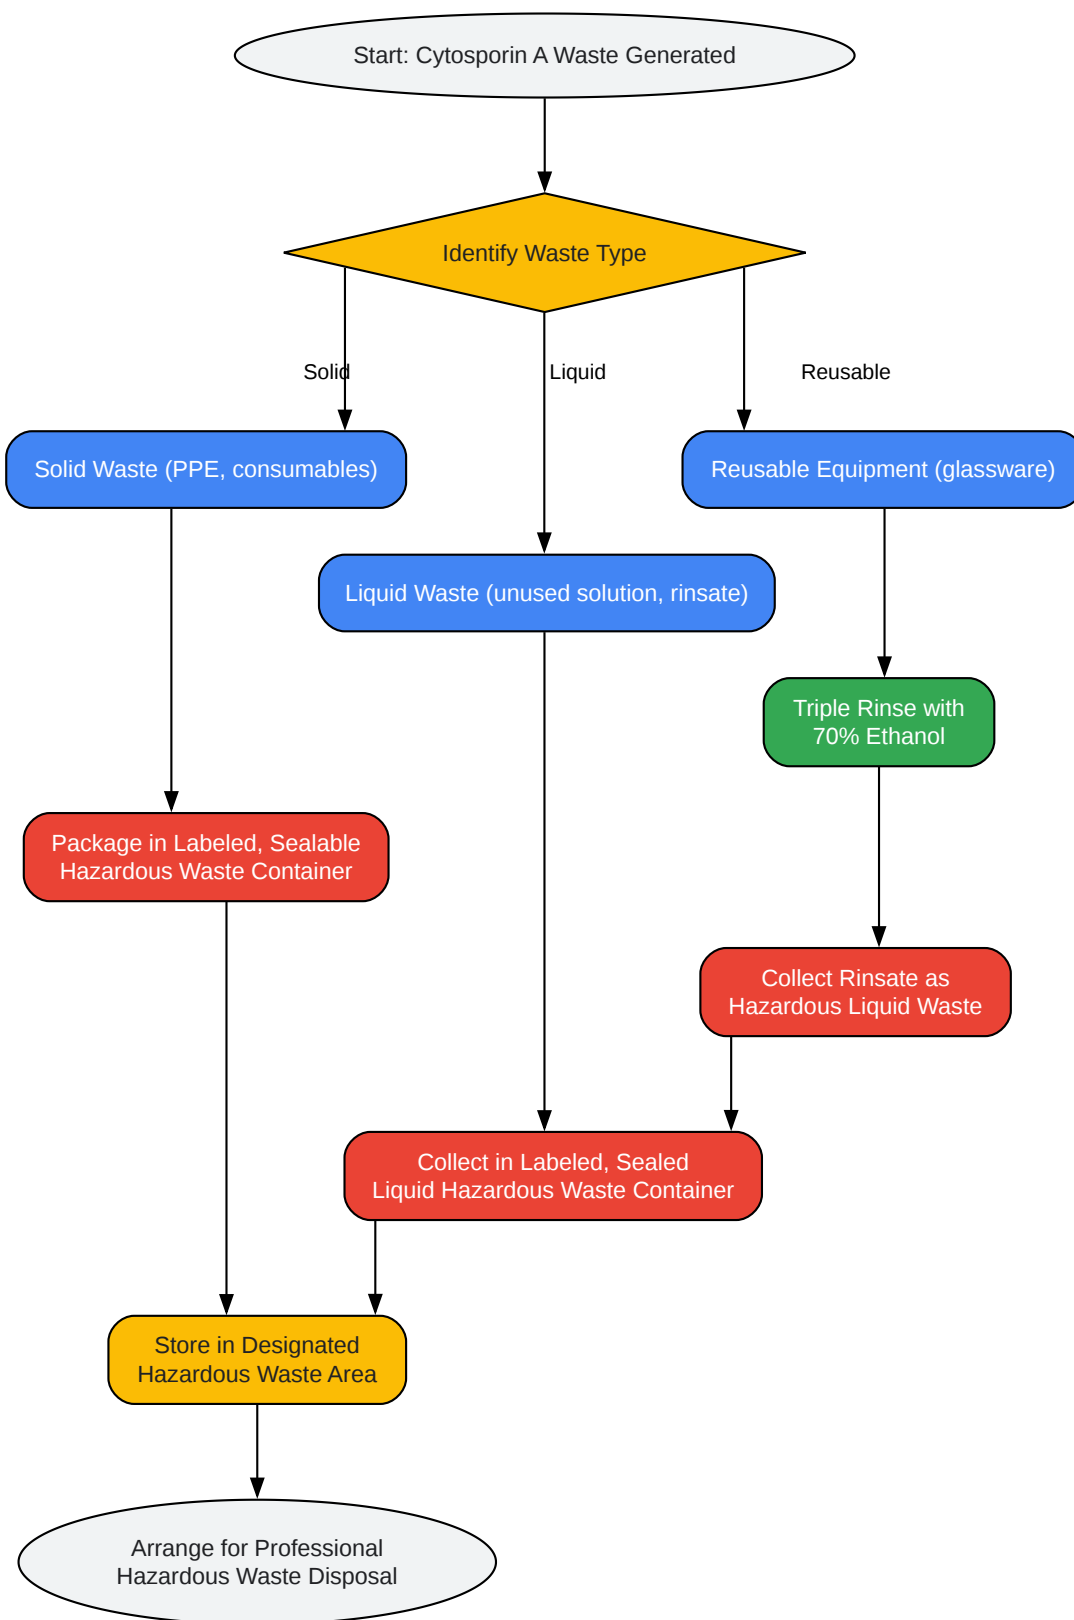 Start: Cytosporin A Waste Generated
Identify Waste Type
Solid
Liquid
Reusable
Solid Waste (PPE, consumables)
Reusable Equipment (glassware)
Liquid Waste (unused solution, rinsate)
Triple Rinse with
70% Ethanol
Package in Labeled, Sealable
Hazardous Waste Container
Collect Rinsate as
Hazardous Liquid Waste
Collect in Labeled, Sealed
Liquid Hazardous Waste Container
Store in Designated
Hazardous Waste Area
Arrange for Professional
Hazardous Waste Disposal